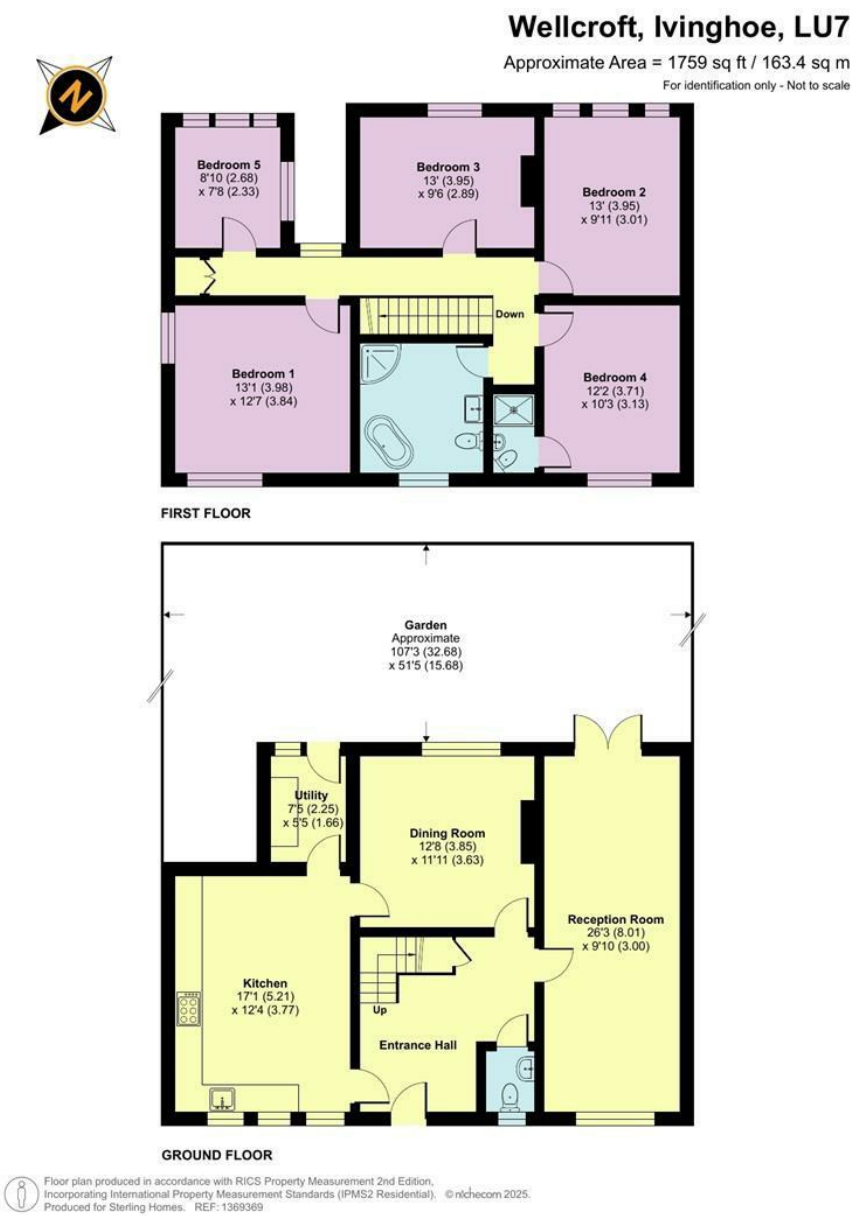 Wellcroft, Ivinghoe, LU7
Approximate Area = 1759 sq ft / 163.4 sq m
For identification only - Not to scale
N
Bedroom 5
8'10 (2.68)
x 7'8 (2.33)
Bedroom 3
13' (3.95)
x 9'6 (2.89)
Bedroom 2
13' (3.95)
x 9'11 (3.01)
Down
Bedroom 1
13'1 (3.98)
x 12'7 (3.84)
Bedroom 4
12'2 (3.71)
x 10'3 (3.13)
FIRST FLOOR
Garden
Approximate
107'3 (32.68)
x 51'5 (15.68)
Utility
7'5 (2.25)
x 5'5 (1.66)
Dining Room
12'8 (3.85)
x 11'11 (3.63)
Reception Room
26'3 (8.01)
x 9'10 (3.00)
Kitchen
17'1 (5.21)
x 12'4 (3.77)
Up
Entrance Hall
GROUND FLOOR
Floor plan produced in accordance with RICS Property Measurement 2nd Edition,
Incorporating International Property Measurement Standards (IPMS2 Residential). © nichecom 2025.
Produced for Sterling Homes. REF: 1369369